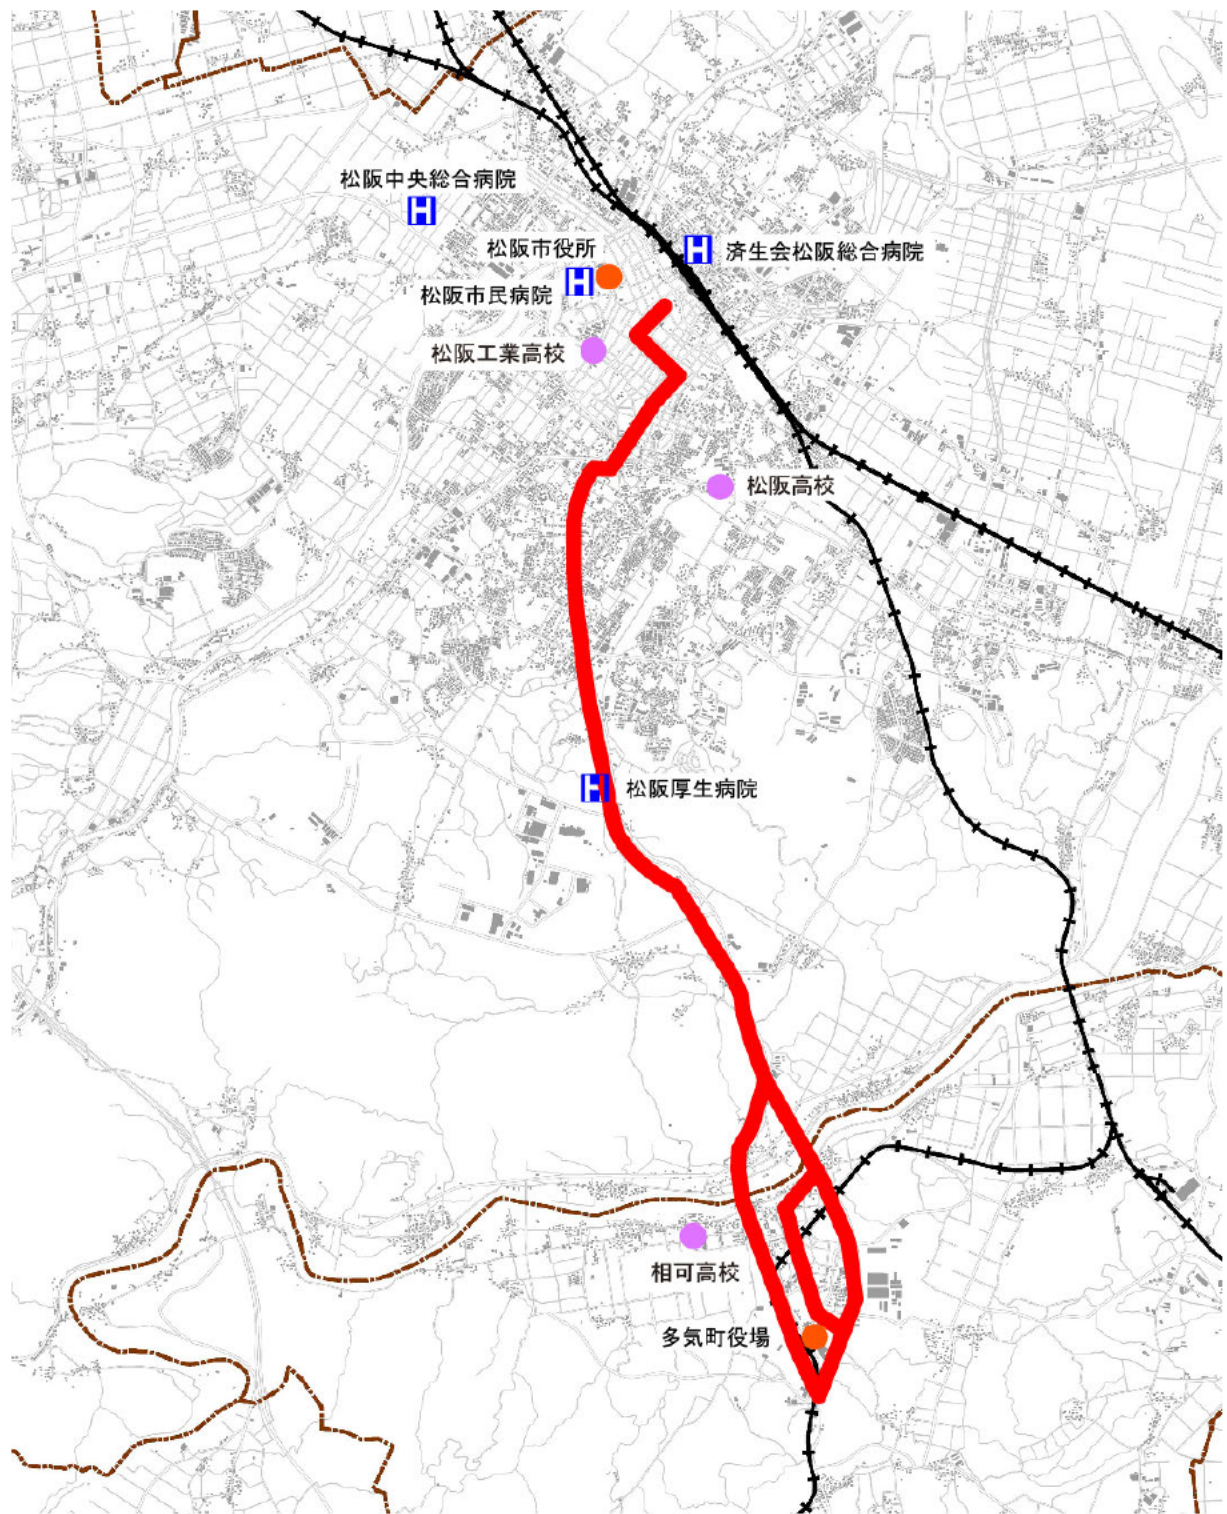 松阪中央総合病院
松阪市役所
済生会松阪総合病院
松阪市民病院
松阪工業高校
松阪高校
松阪厚生病院
相可高校
多気町役場